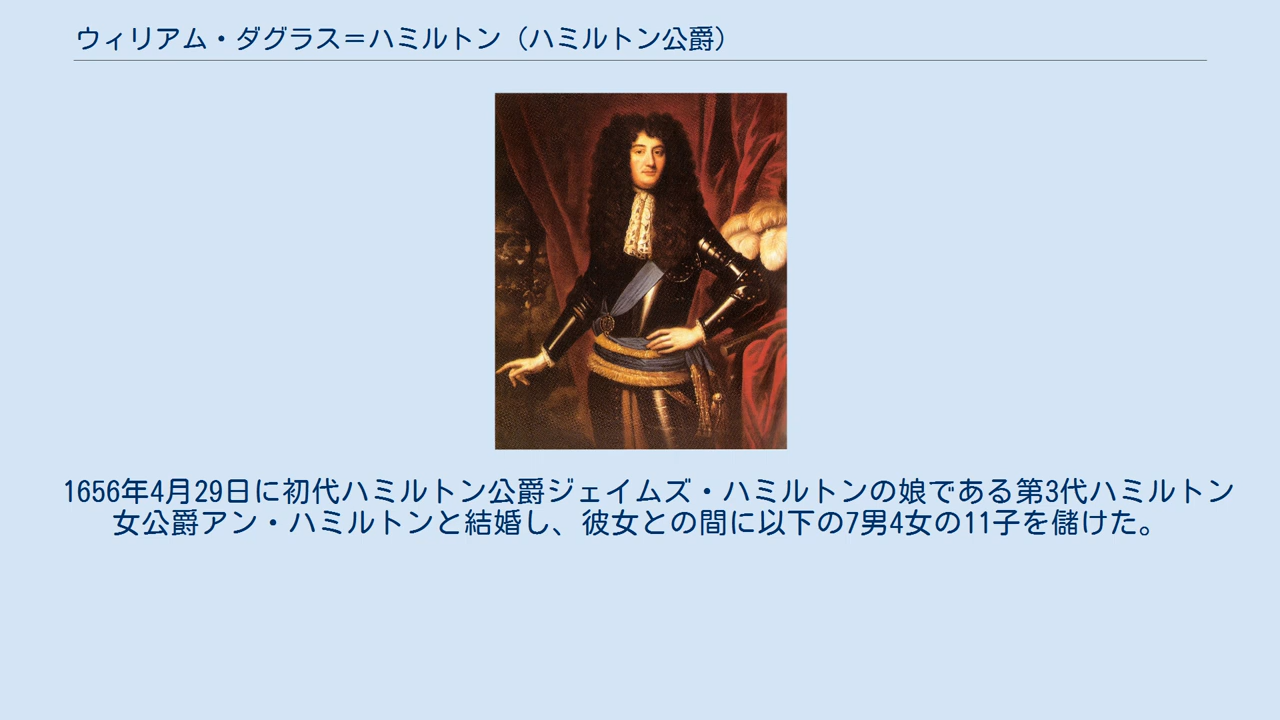 ウィリアム・ダグラス＝ハミルトン（ハミルトン公爵）
1656年4月29日に初代ハミルトン公爵ジェイムズ・ハミルトンの娘である第3代ハミルトン
女公爵アン・ハミルトンと結婚し、彼女との間に以下の7男4女の11子を儲けた。